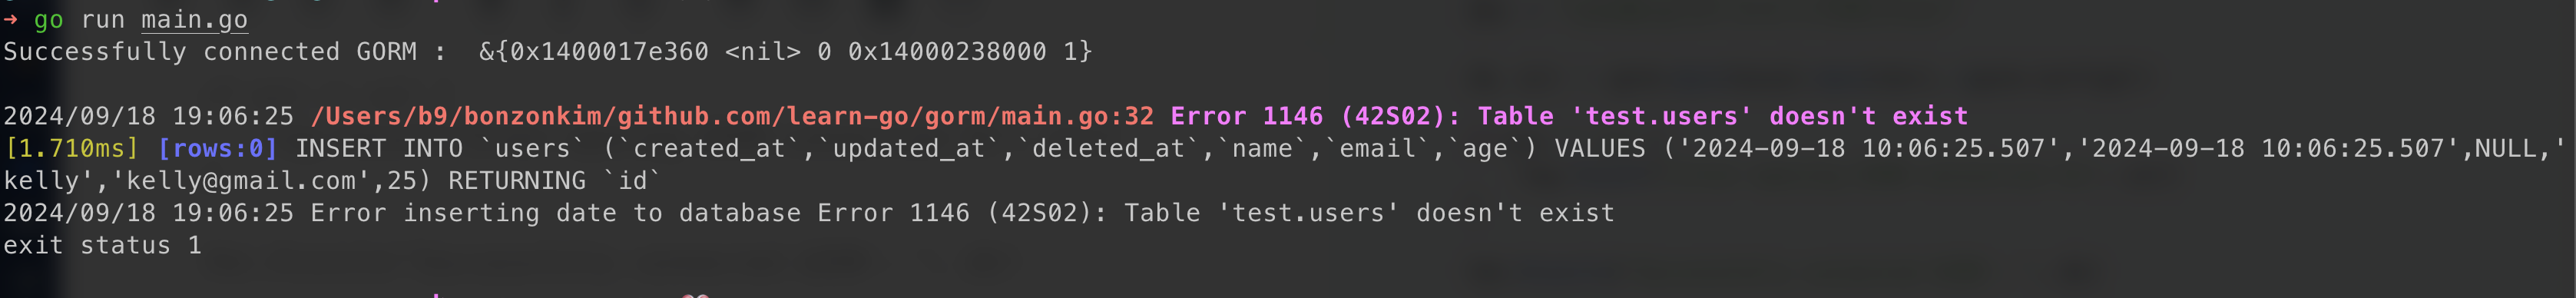 → go run main.go
Successfully connected GORM :  &{0x1400017e360 <nil> 0 0x14000238000 1}
2024/09/18 19:06:25 /Users/b9/bonzonkim/github.com/learn-go/gorm/main.go:32 Error 1146 (42S02): Table 'test.users' doesn't exist
[1.710ms] [rows:0] INSERT INTO `users` (`created_at`,`updated_at`,`deleted_at`,`name`,`email`,`age`) VALUES ('2024-09-18 10:06:25.507','2024-09-18 10:06:25.507',NULL,'
kelly','kelly@gmail.com',25) RETURNING `id`
2024/09/18 19:06:25 Error inserting date to database Error 1146 (42S02): Table 'test.users' doesn't exist
exit status 1